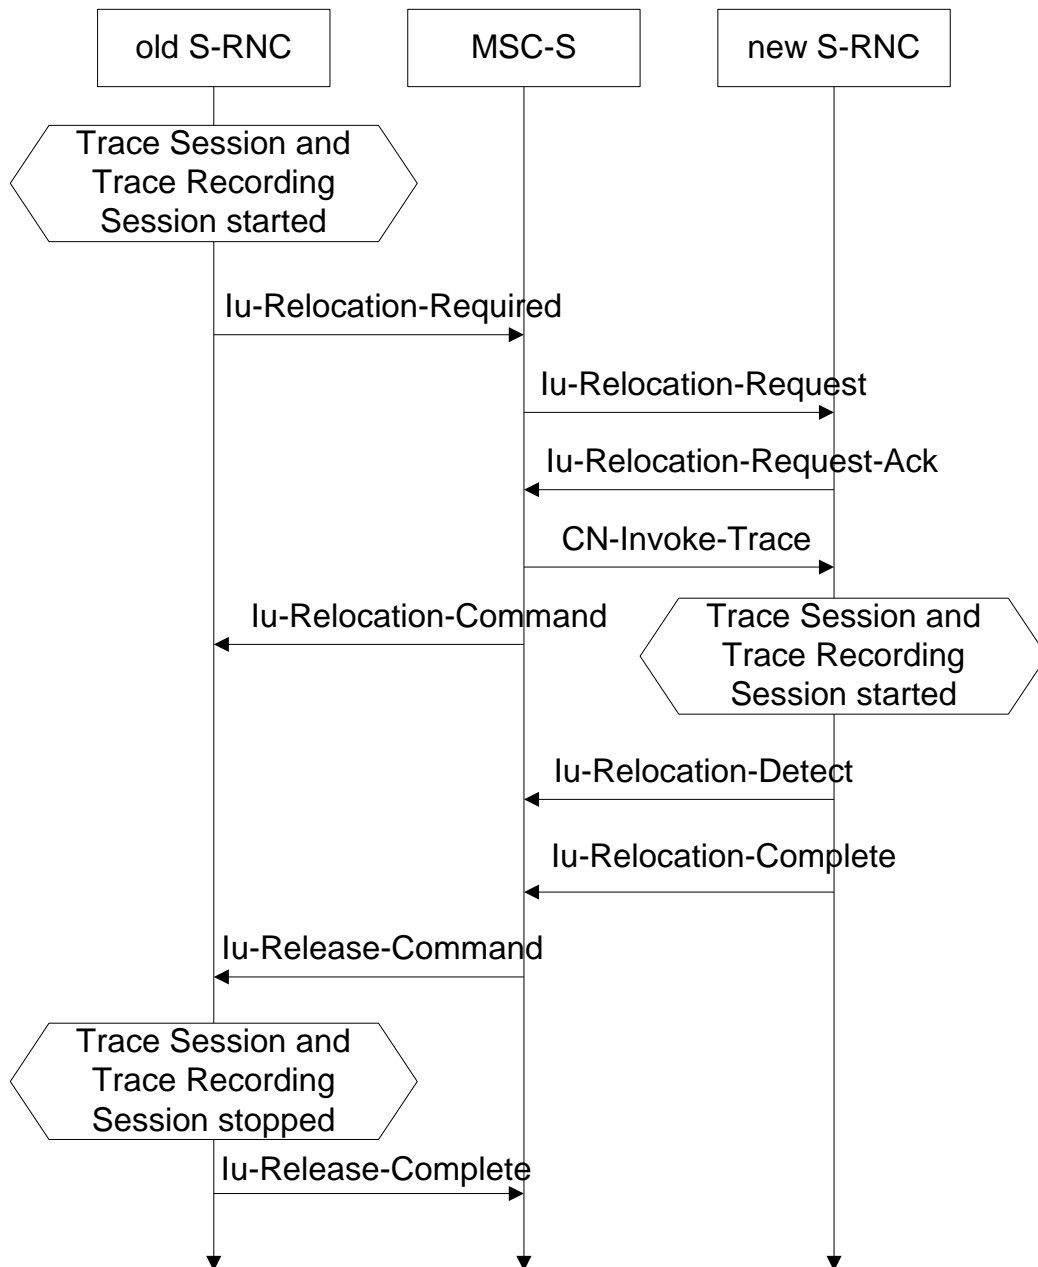 old S-RNC
MSC-S
new S-RNC
Trace Session and
Trace Recording
Session started
Iu-Relocation-Required
Iu-Relocation-Request
Iu-Relocation-Request-Ack
CN-Invoke-Trace
Iu-Relocation-Command
Trace Session and
Trace Recording
Session started
Iu-Relocation-Detect
Iu-Relocation-Complete
Iu-Release-Command
Trace Session and
Trace Recording
Session stopped
Iu-Release-Complete